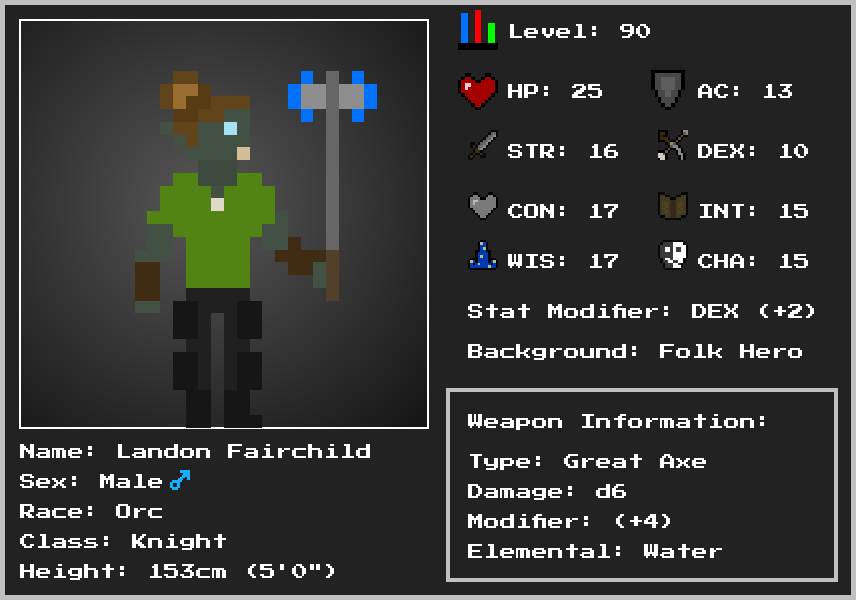 Level: 90
HP: 25
AC: 13
STR: 16
DEX: 10
CON: 17
INT: 15
WIS: 17
CHA: 15
Stat Modifier: DEX (+2)
Background: Folk Hero
Weapon Information:
Type: Great Axe
Damage: d6
Modifier: (+4)
Elemental: Water
Name: Landon Fairchild
Sex: Male ♂
Race: Orc
Class: Knight
Height: 153cm (5'0")